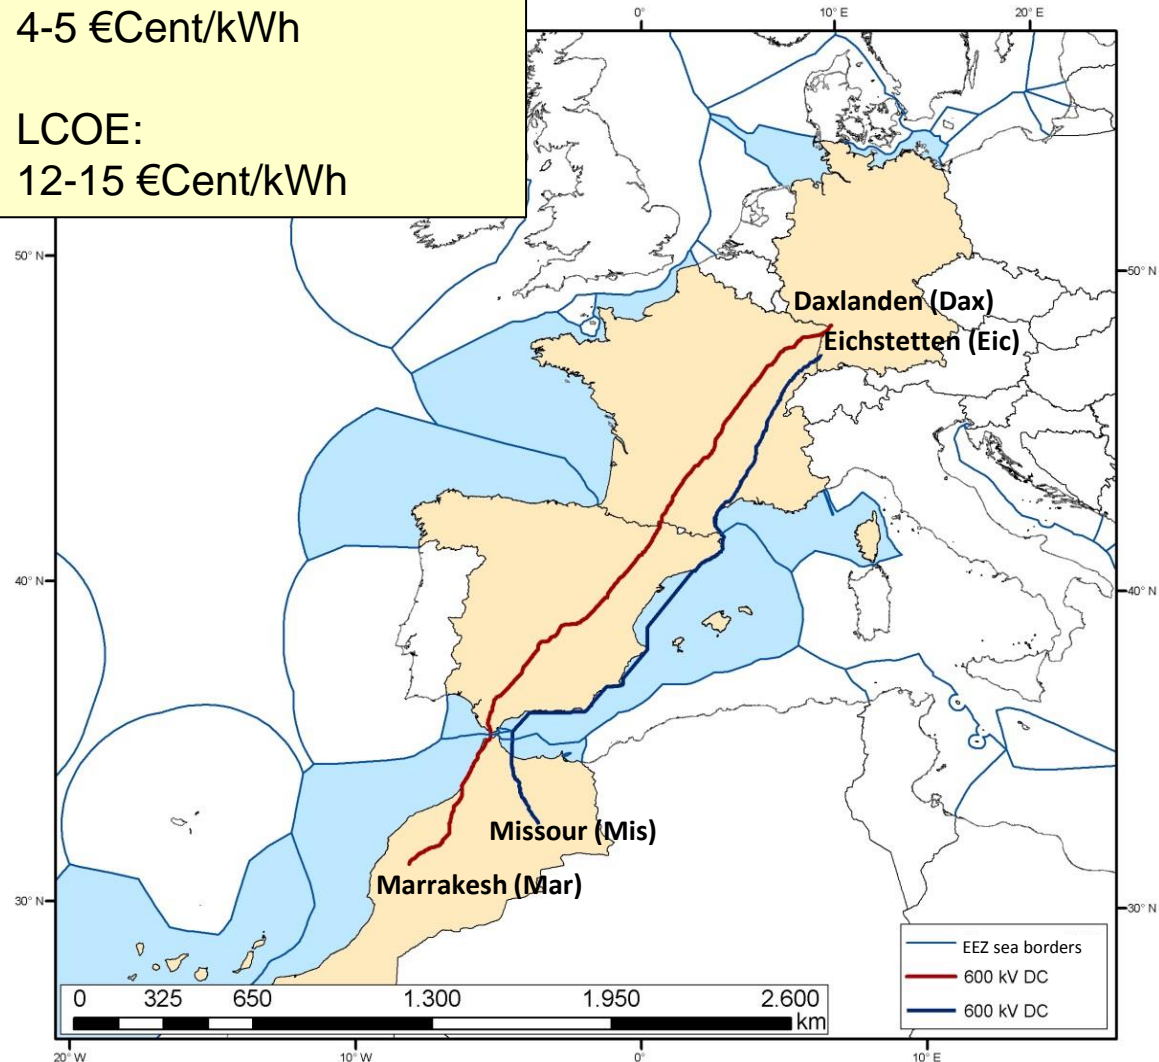 4-5 €Cent/kWh
LCOE:
12-15 €Cent/kWh
0° 10° E 20° E
50° N 50° N
Daxlanden (Dax)
Eichstetten (Eic)
40° N 40° N
Missour (Mis)
Marrakesh (Mar)
30° N 30° N
EEZ sea borders
600 kV DC
600 kV DC
0 325 650 1.300 1.950 2.600
km
20° W 10° W 0° 10° E